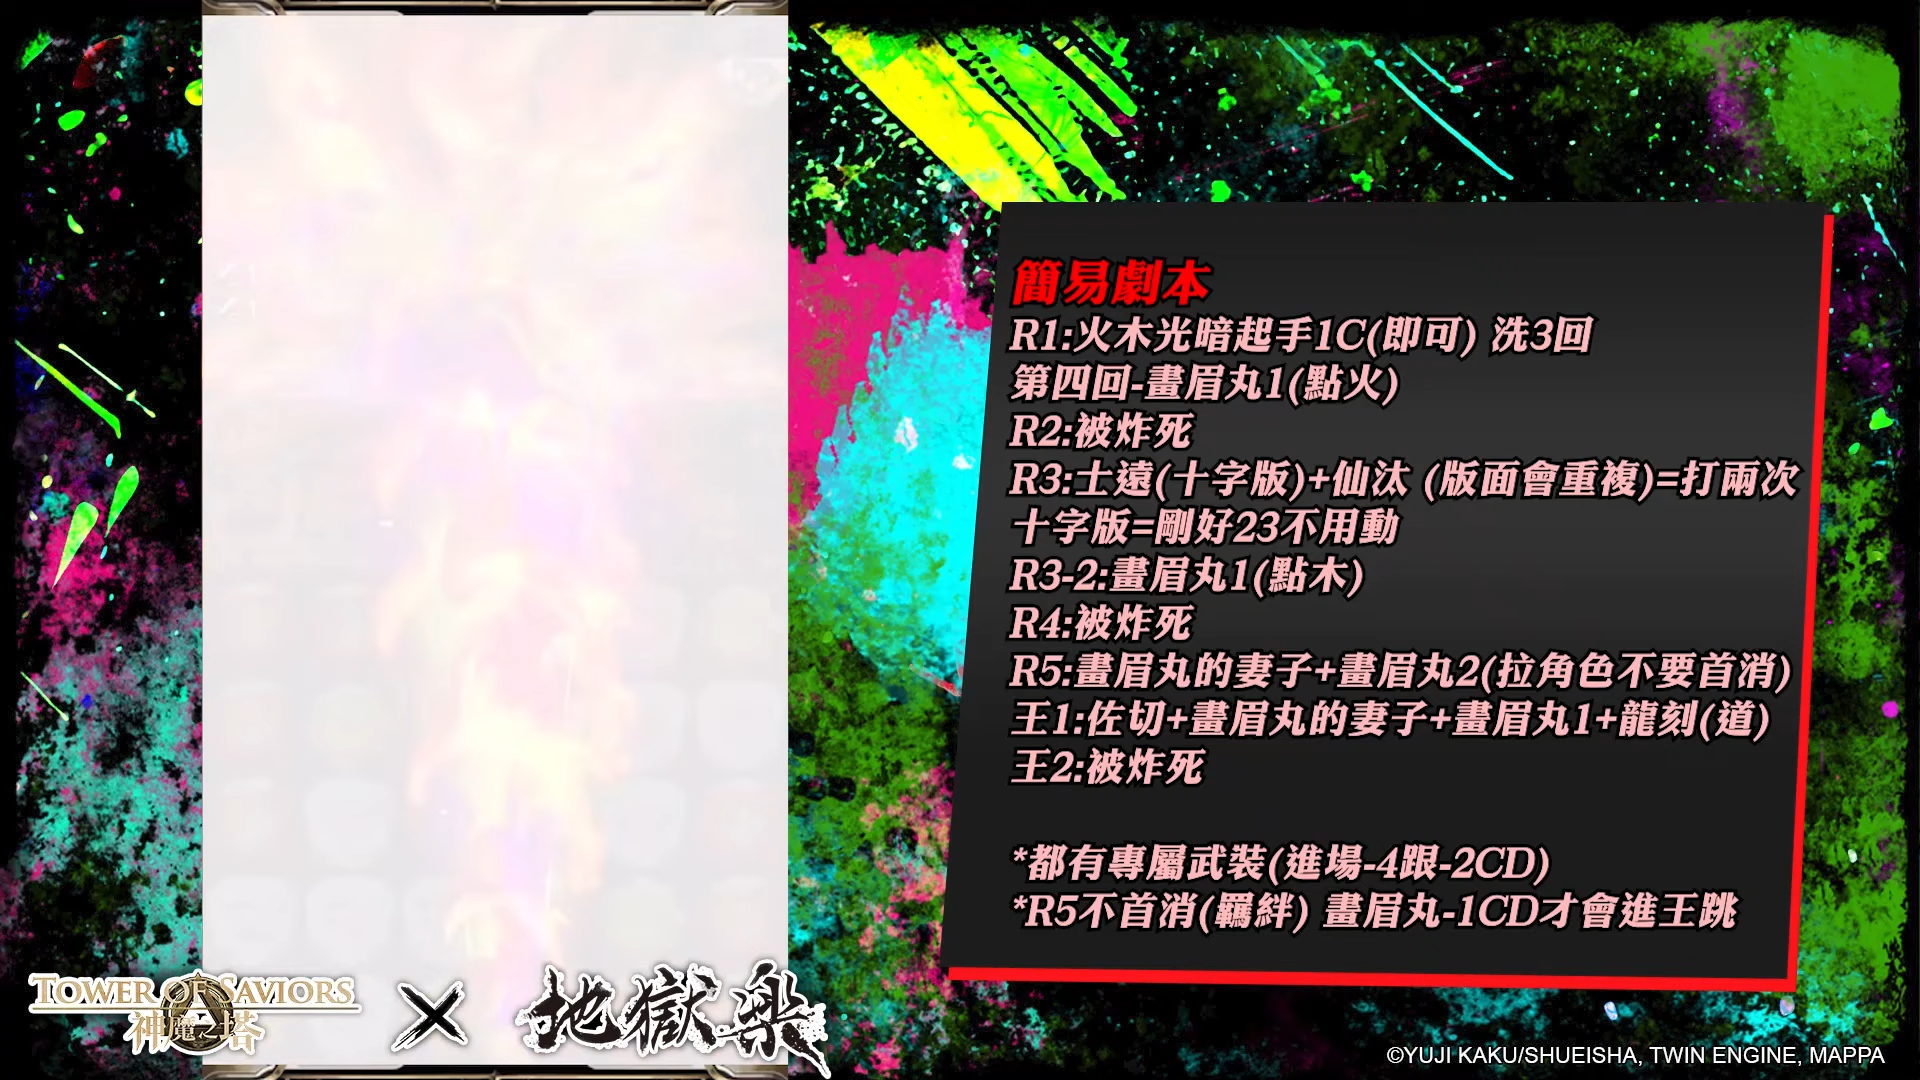 簡易劇本
R1:火木光暗起手1C(即可) 洗3回
第四回-畫眉丸1(點火)
R2:被炸死
R3:士遠(十字版)+仙汰 (版面會重複)=打兩次
十字版=剛好23不用動
R3-2:畫眉丸1(點木)
R4:被炸死
R5:畫眉丸的妻子+畫眉丸2(拉角色不要首消)
王1:佐切+畫眉丸的妻子+畫眉丸1+龍刻(道)
王2:被炸死
*都有專屬武裝(進場-4跟-2CD)
*R5不首消(羈絆) 畫眉丸-1CD才會進王跳
TOWER OF SAVIORS
神魔之塔
×
地獄楽
©YUJI KAKU/SHUEISHA, TWIN ENGINE, MAPPA